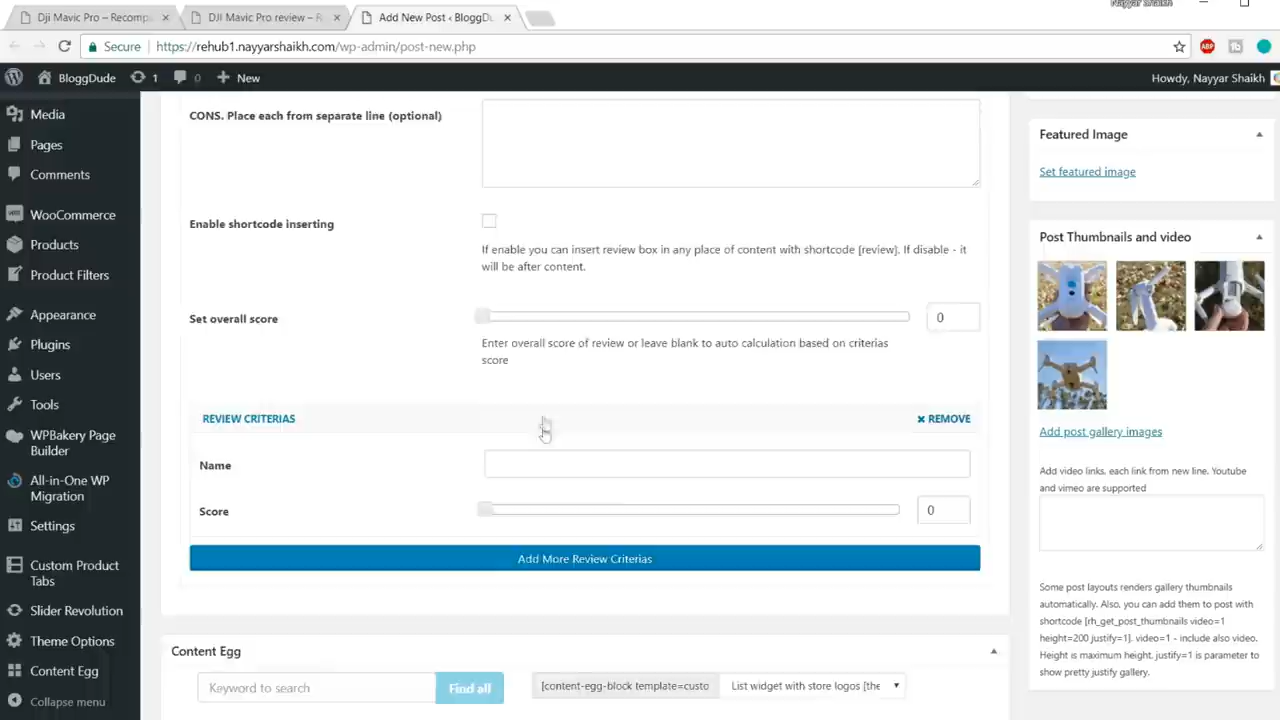 Nayyar Shaikh
Dji Mavic Pro – Recomp
DJI Mavic Pro review – R
Add New Post ‹ BloggDu
Secure
https://rehub1.nayyarshaikh.com/wp-admin/post-new.php
ABP
BloggDude
1
0
New
Howdy, Nayyar Shaikh
Media
Pages
Comments
WooCommerce
Products
Product Filters
Appearance
Plugins
Users
Tools
WPBakery Page
Builder
All-in-One WP
Migration
Settings
Custom Product
Tabs
Slider Revolution
Theme Options
Content Egg
Collapse menu
CONS. Place each from separate line (optional)
Enable shortcode inserting
If enable you can insert review box in any place of content with shortcode [review]. If disable - it
will be after content.
Set overall score
0
Enter overall score of review or leave blank to auto calculation based on criterias
score
REVIEW CRITERIAS
REMOVE
Name
Score
0
Add More Review Criterias
Content Egg
Keyword to search
Find all
[content-egg-block template=custo
List widget with store logos [the
Featured Image
Set featured image
Post Thumbnails and video
Add post gallery images
Add video links, each link from new line. Youtube
and vimeo are supported
Some post layouts renders gallery thumbnails
automatically. Also, you can add them to post with
shortcode [rh_get_post_thumbnails video=1
height=200 justify=1]. video=1 - include also video.
Height is maximum height. justify=1 is parameter to
show pretty justify gallery.